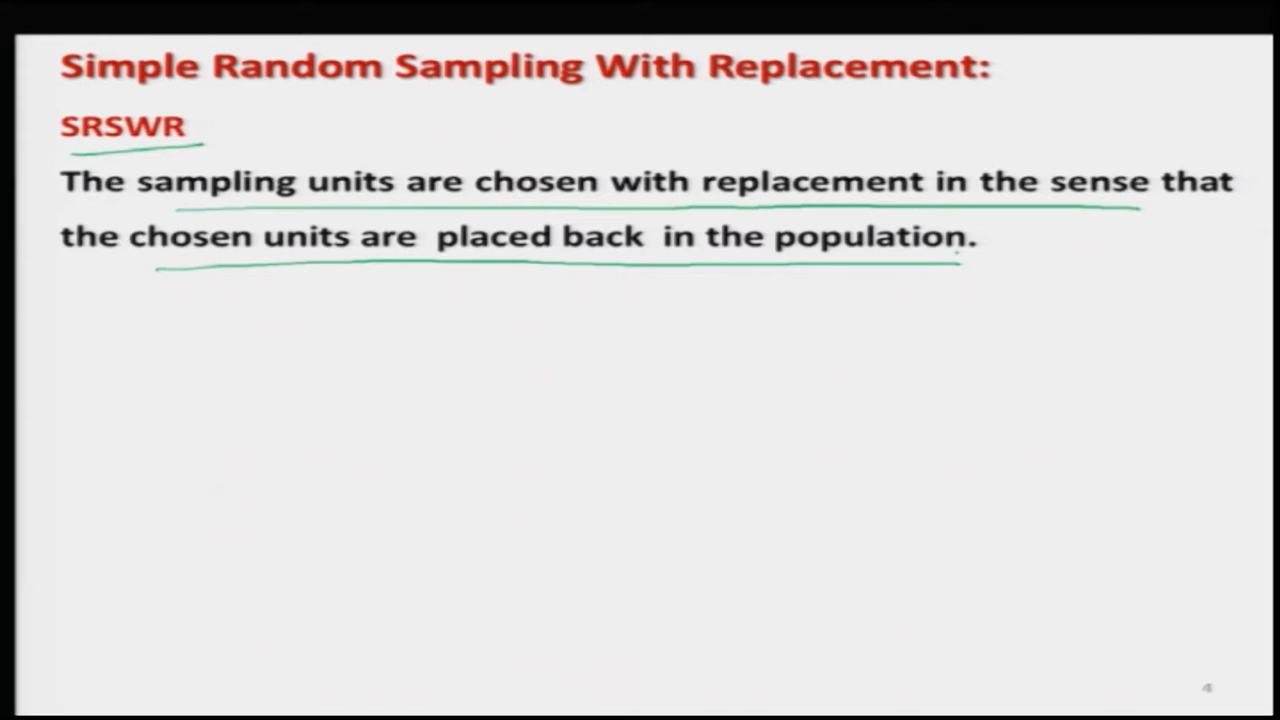 Simple Random Sampling With Replacement:
SRSWR
The sampling units are chosen with replacement in the sense that
the chosen units are placed back in the population.
4